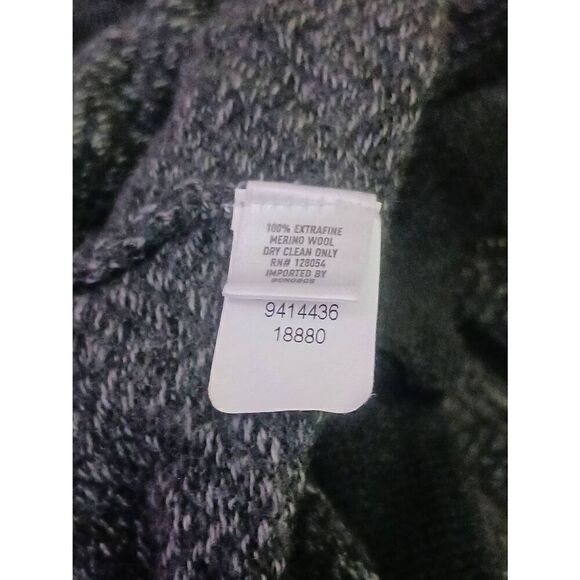 100% EXTRAFINE
MERINO WOOL
DRY CLEAN ONLY
RN# 128054
IMPORTED BY
BONOBOS
9414436
18880